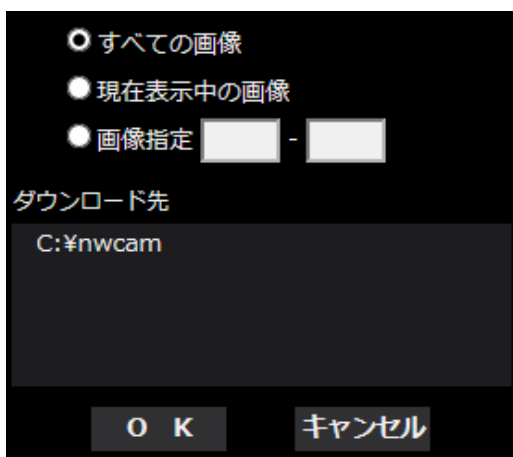 すべての画像
現在表示中の画像
画像指定 -
ダウンロード先
C:¥nwcam
O K キャンセル